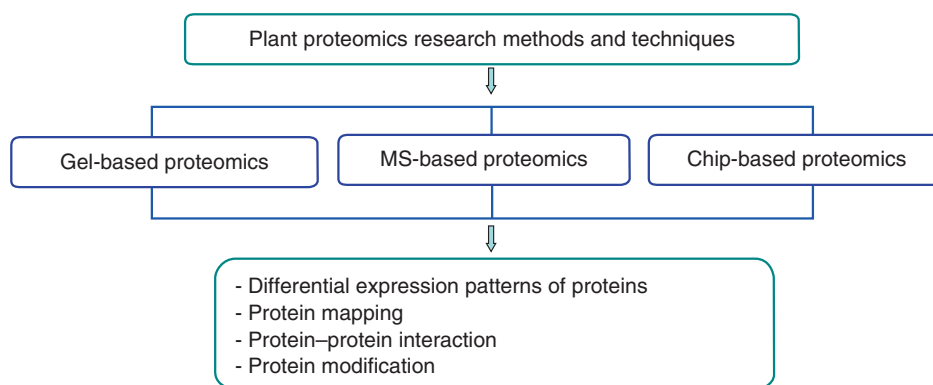 Plant proteomics research methods and techniques
Gel-based proteomics
MS-based proteomics
Chip-based proteomics
- Differential expression patterns of proteins
- Protein mapping
- Protein–protein interaction
- Protein modification